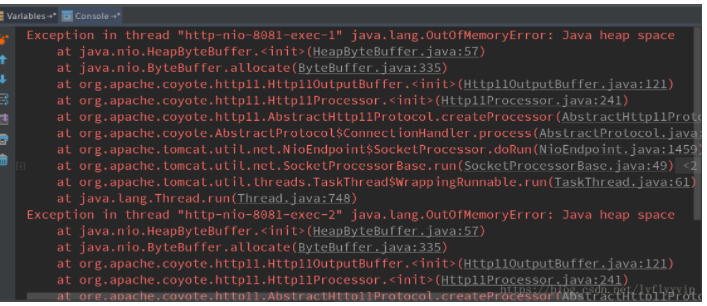 Variables Console
Exception in thread "http-nio-8081-exec-1" java.lang.OutOfMemoryError: Java heap space
at java.nio.HeapByteBuffer.<init>(HeapByteBuffer.java:57)
at java.nio.ByteBuffer.allocate(ByteBuffer.java:335)
at org.apache.coyote.http11.Http11OutputBuffer.<init>(Http11OutputBuffer.java:121)
at org.apache.coyote.http11.Http11Processor.<init>(Http11Processor.java:241)
at org.apache.coyote.http11.AbstractHttp11Protocol.createProcessor(AbstractHttp11Proto
at org.apache.coyote.AbstractProtocol$ConnectionHandler.process(AbstractProtocol.java:
at org.apache.tomcat.util.net.NioEndpoint$SocketProcessor.doRun(NioEndpoint.java:1459)
at org.apache.tomcat.util.net.SocketProcessorBase.run(SocketProcessorBase.java:49) <2
at org.apache.tomcat.util.threads.TaskThread$WrappingRunnable.run(TaskThread.java:61)
at java.lang.Thread.run(Thread.java:748)
Exception in thread "http-nio-8081-exec-2" java.lang.OutOfMemoryError: Java heap space
at java.nio.HeapByteBuffer.<init>(HeapByteBuffer.java:57)
at java.nio.ByteBuffer.allocate(ByteBuffer.java:335)
at org.apache.coyote.http11.Http11OutputBuffer.<init>(Http11OutputBuffer.java:121)
at org.apache.coyote.http11.Http11Processor.<init>(Http11Processor.java:241)
at org.apache.coyote.http11.AbstractHttp11Protocol.createProcessor(AbstractHttp11Proto